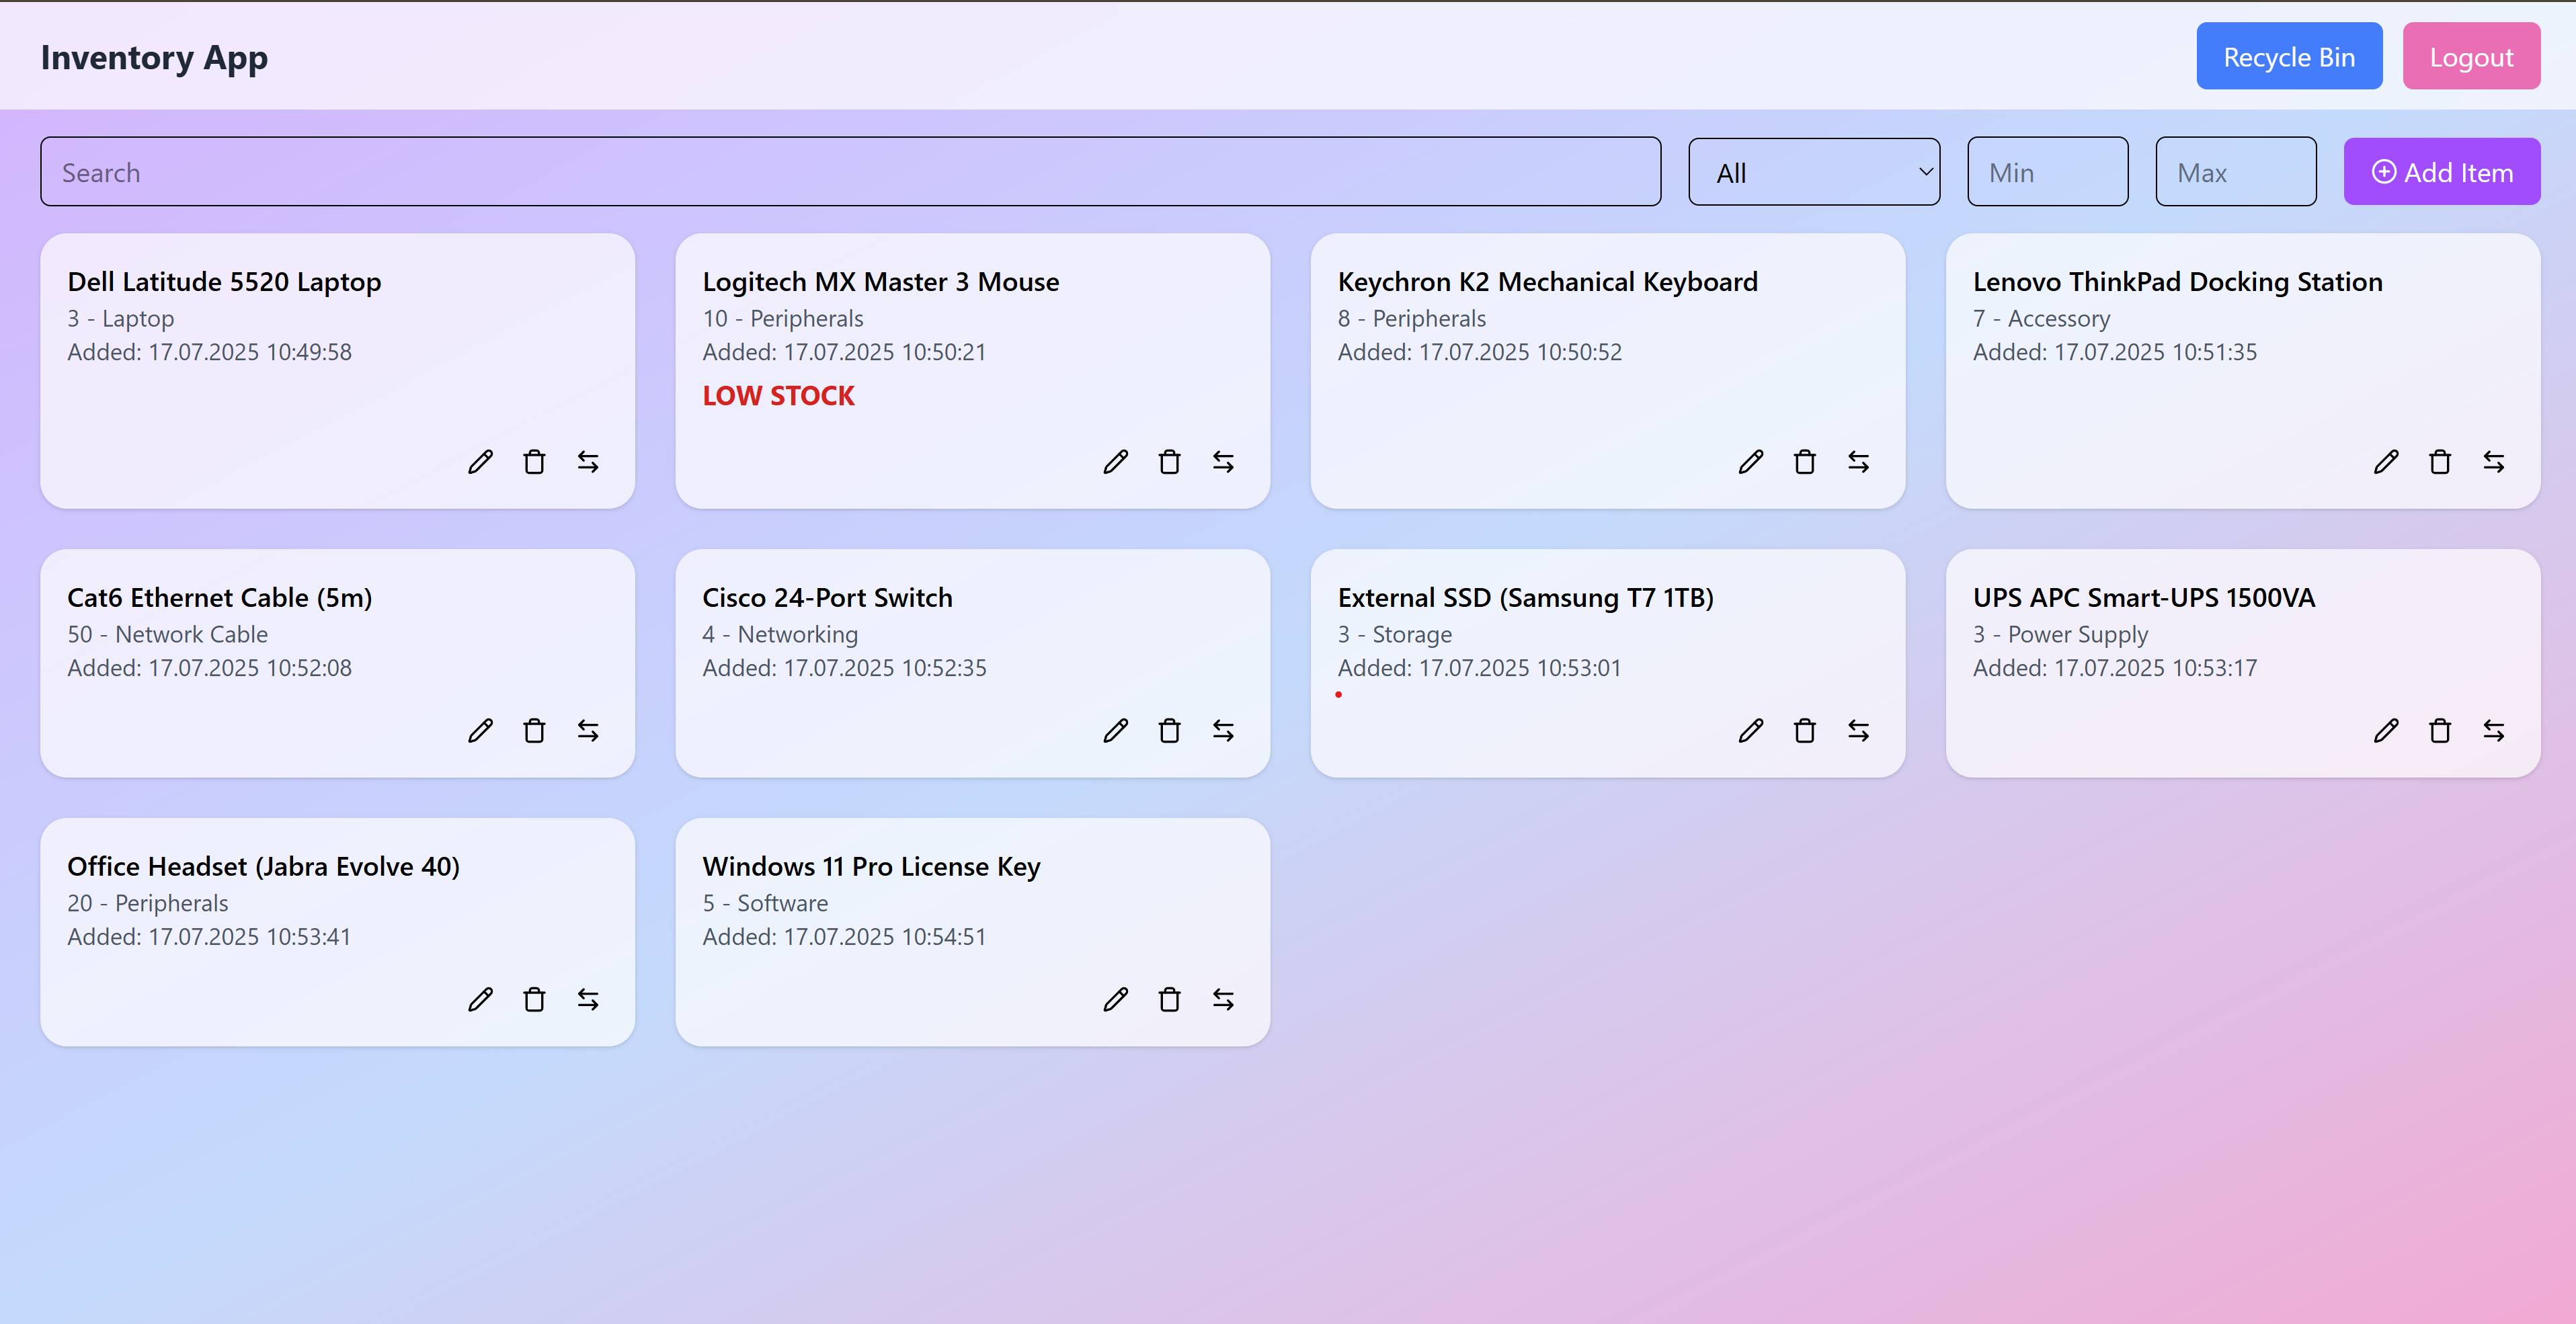 Inventory App
Recycle Bin
Logout
Search
All
Min
Max
Add Item
Dell Latitude 5520 Laptop
3 - Laptop
Added: 17.07.2025 10:49:58
Logitech MX Master 3 Mouse
10 - Peripherals
Added: 17.07.2025 10:50:21
LOW STOCK
Keychron K2 Mechanical Keyboard
8 - Peripherals
Added: 17.07.2025 10:50:52
Lenovo ThinkPad Docking Station
7 - Accessory
Added: 17.07.2025 10:51:35
Cat6 Ethernet Cable (5m)
50 - Network Cable
Added: 17.07.2025 10:52:08
Cisco 24-Port Switch
4 - Networking
Added: 17.07.2025 10:52:35
External SSD (Samsung T7 1TB)
3 - Storage
Added: 17.07.2025 10:53:01
UPS APC Smart-UPS 1500VA
3 - Power Supply
Added: 17.07.2025 10:53:17
Office Headset (Jabra Evolve 40)
20 - Peripherals
Added: 17.07.2025 10:53:41
Windows 11 Pro License Key
5 - Software
Added: 17.07.2025 10:54:51